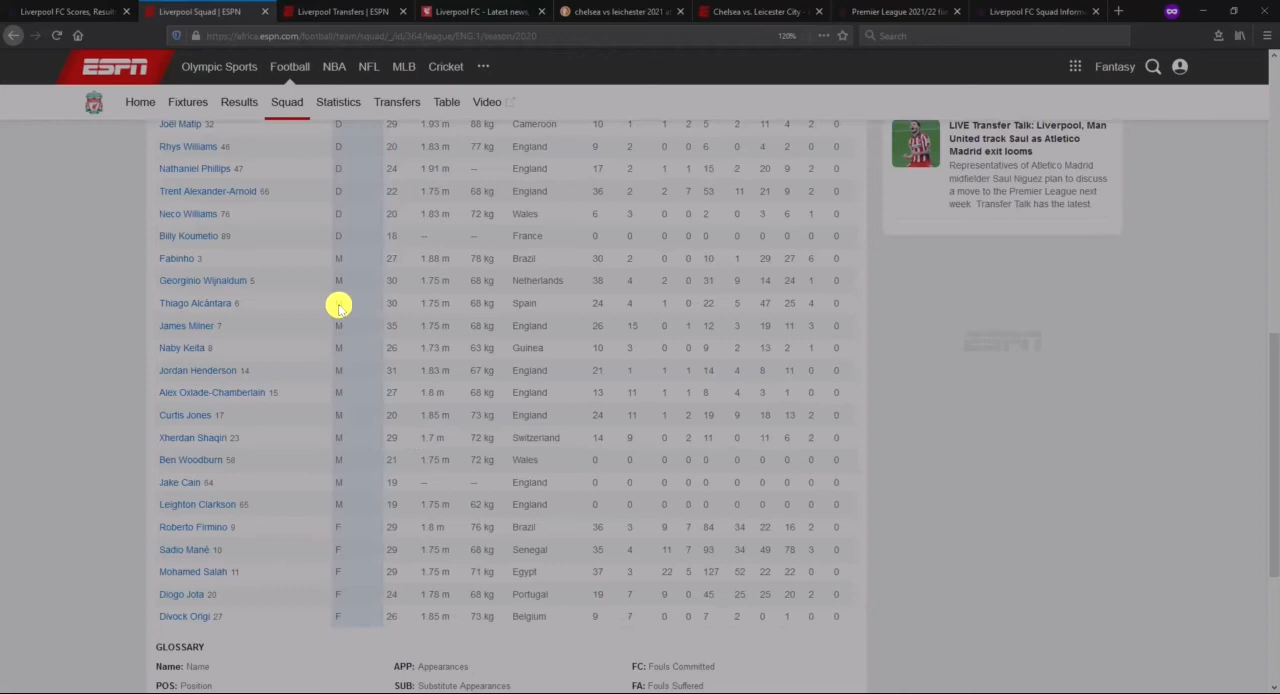 Liverpool FC Scores, Result
Liverpool Squad | ESPN
Liverpool Transfers | ESPN
Liverpool FC - Latest news,
chelsea vs leichester 2021 at
Chelsea vs. Leicester City -
Premier League 2021/22 fix
Liverpool FC Squad Inform
https://africa.espn.com/football/team/squad/_/id/364/league/ENG.1/season/2020
120%
Search
ESPN
Olympic Sports Football NBA NFL MLB Cricket
Fantasy
Home Fixtures Results Squad Statistics Transfers Table Video
Joel Matip 32 D 29 1.93 m 88 kg Cameroon 10 1 1 2 5 2 11 4 2 0
Rhys Williams 46 D 20 1.83 m 77 kg England 9 2 0 0 6 0 4 2 0 0
Nathaniel Phillips 47 D 24 1.91 m -- England 17 2 1 1 15 2 20 9 2 0
Trent Alexander-Arnold 66 D 22 1.75 m 68 kg England 36 2 2 7 53 11 21 9 2 0
Neco Williams 76 D 20 1.83 m 72 kg Wales 6 3 0 0 2 0 3 6 1 0
Billy Koumetio 89 D 18 -- -- France 0 0 0 0 0 0 0 0 0 0
Fabinho 3 M 27 1.88 m 78 kg Brazil 30 2 0 0 10 1 29 27 6 0
Georginio Wijnaldum 5 M 30 1.75 m 68 kg Netherlands 38 4 2 0 31 9 14 24 1 0
Thiago Alcántara 6 30 1.75 m 68 kg Spain 24 4 1 0 22 5 47 25 4 0
James Milner 7 M 35 1.75 m 68 kg England 26 15 0 1 12 3 19 11 3 0
Naby Keita 8 M 26 1.73 m 63 kg Guinea 10 3 0 0 9 2 13 2 1 0
Jordan Henderson 14 M 31 1.83 m 67 kg England 21 1 1 1 14 4 8 11 0 0
Alex Oxlade-Chamberlain 15 M 27 1.8 m 68 kg England 13 11 1 1 8 4 3 1 0 0
Curtis Jones 17 M 20 1.85 m 73 kg England 24 11 1 2 19 9 18 13 2 0
Xherdan Shaqiri 23 M 29 1.7 m 72 kg Switzerland 14 9 0 2 11 0 11 6 2 0
Ben Woodburn 58 M 21 1.75 m 72 kg Wales 0 0 0 0 0 0 0 0 0 0
Jake Cain 64 M 19 -- -- England 0 0 0 0 0 0 0 0 0 0
Leighton Clarkson 65 M 19 1.75 m 62 kg England 0 0 0 0 0 0 0 0 0 0
Roberto Firmino 9 F 29 1.8 m 76 kg Brazil 36 3 9 7 84 34 22 16 2 0
Sadio Mané 10 F 29 1.75 m 68 kg Senegal 35 4 11 7 93 34 49 78 3 0
Mohamed Salah 11 F 29 1.75 m 71 kg Egypt 37 3 22 5 127 52 22 22 0 0
Diogo Jota 20 F 24 1.78 m 68 kg Portugal 19 7 9 0 45 25 25 20 2 0
Divock Origi 27 F 26 1.85 m 73 kg Belgium 9 7 0 0 7 2 0 1 0 0
GLOSSARY
Name: Name APP: Appearances FC: Fouls Committed
POS: Position SUB: Substitute Appearances FA: Fouls Suffered
LIVE Transfer Talk: Liverpool, Man
United track Saul as Atletico
Madrid exit looms
Representatives of Atletico Madrid
midfielder Saul Niguez plan to discuss
a move to the Premier League next
week. Transfer Talk has the latest.
ESPN